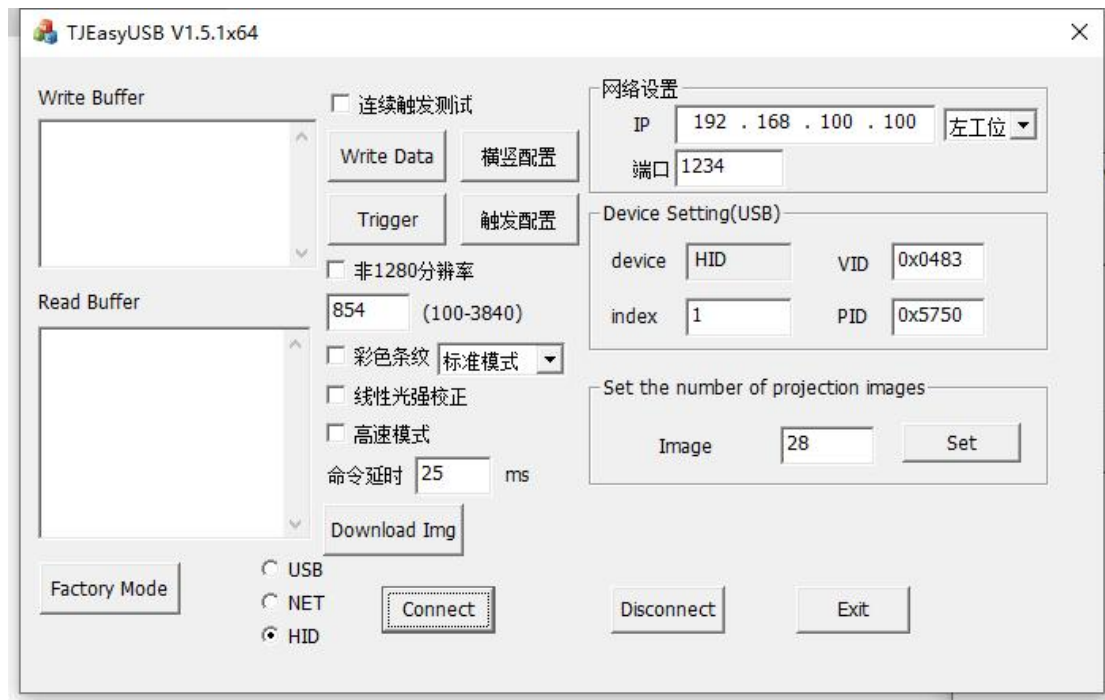 TJEasyUSB V1.5.1x64
Write Buffer
连续触发测试
Write Data
横竖配置
Trigger
触发配置
非1280分辨率
Read Buffer
854 (100-3840)
彩色条纹 标准模式
线性光强校正
高速模式
命令延时 25 ms
Download Img
网络设置
IP 192 . 168 . 100 . 100 左工位
端口 1234
Device Setting(USB)
device HID VID 0x0483
index 1 PID 0x5750
Set the number of projection images
Image 28 Set
Factory Mode
USB
NET
HID
Connect
Disconnect
Exit